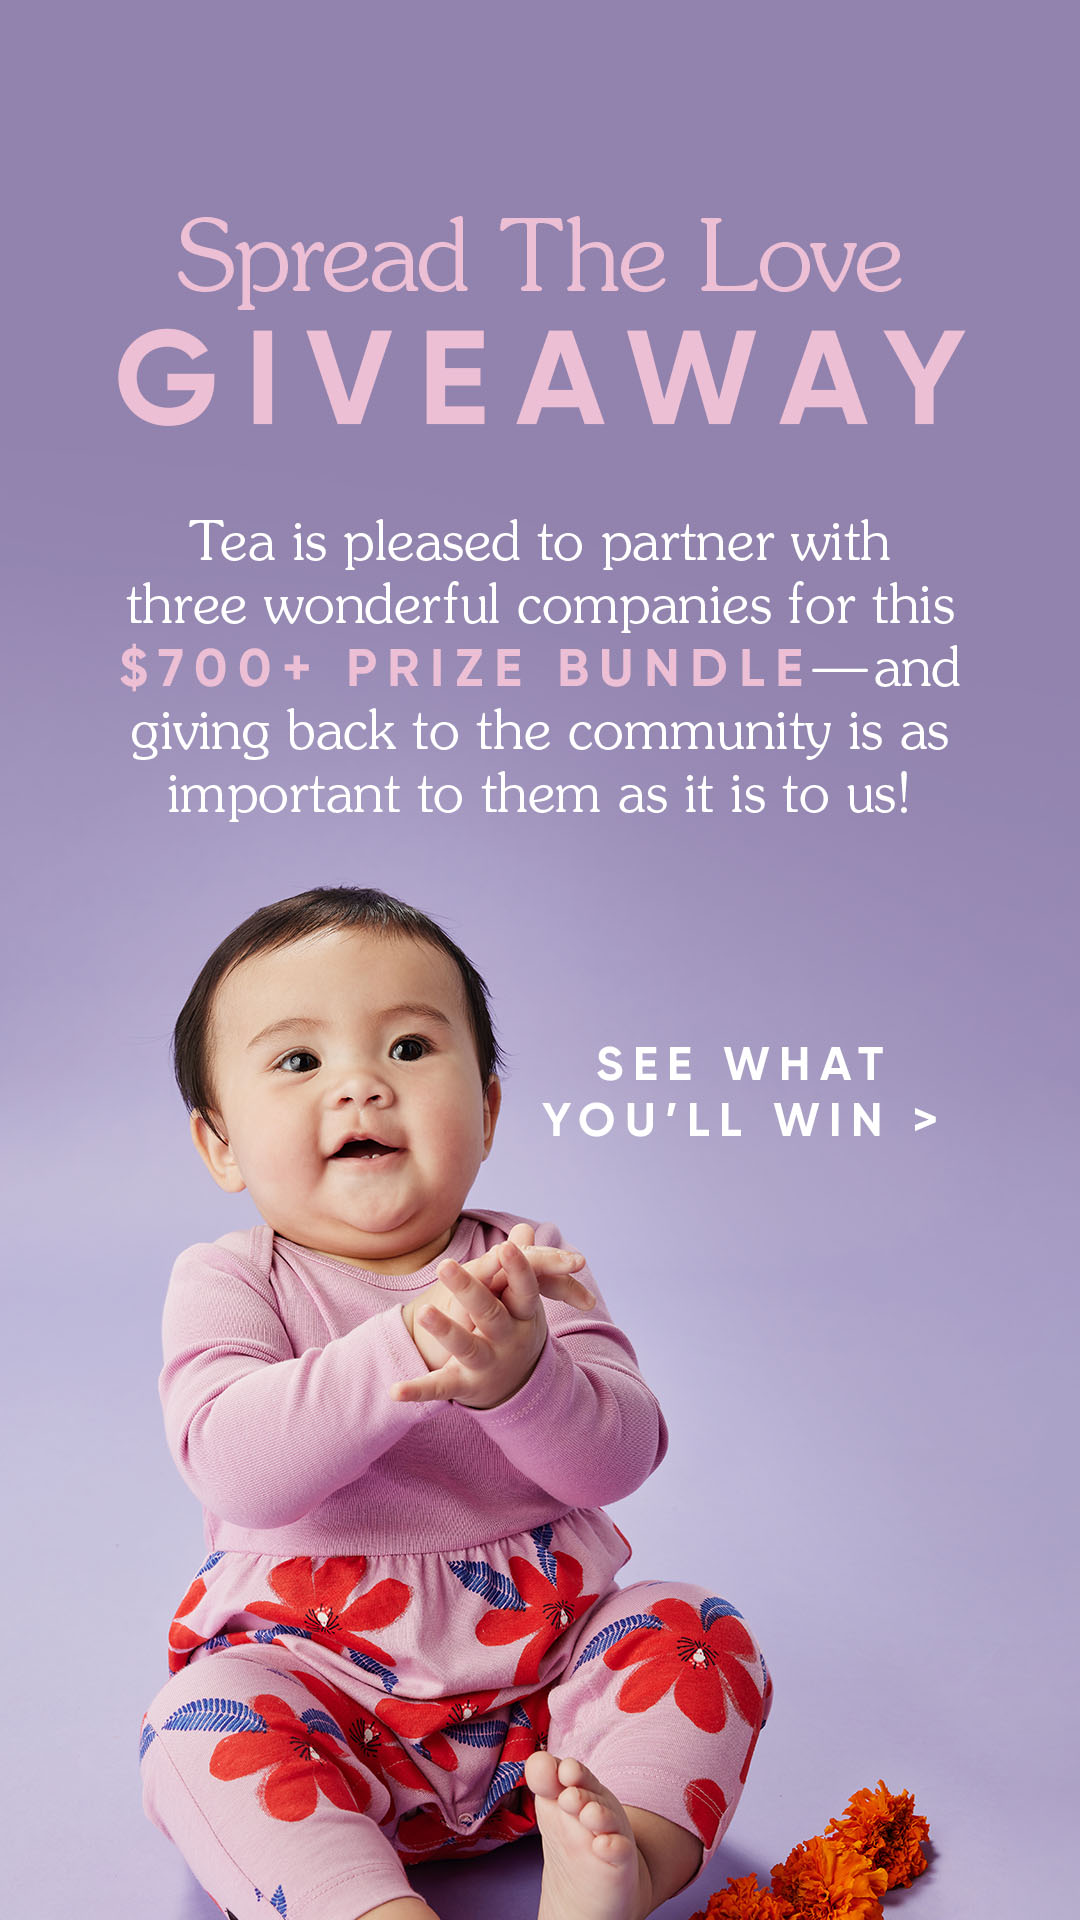 Spread The Love
GIVEAWAY
Tea is pleased to partner with
three wonderful companies for this
$700+ PRIZE BUNDLE—and
giving back to the community is as
important to them as it is to us!
SEE WHAT
YOU'LL WIN >